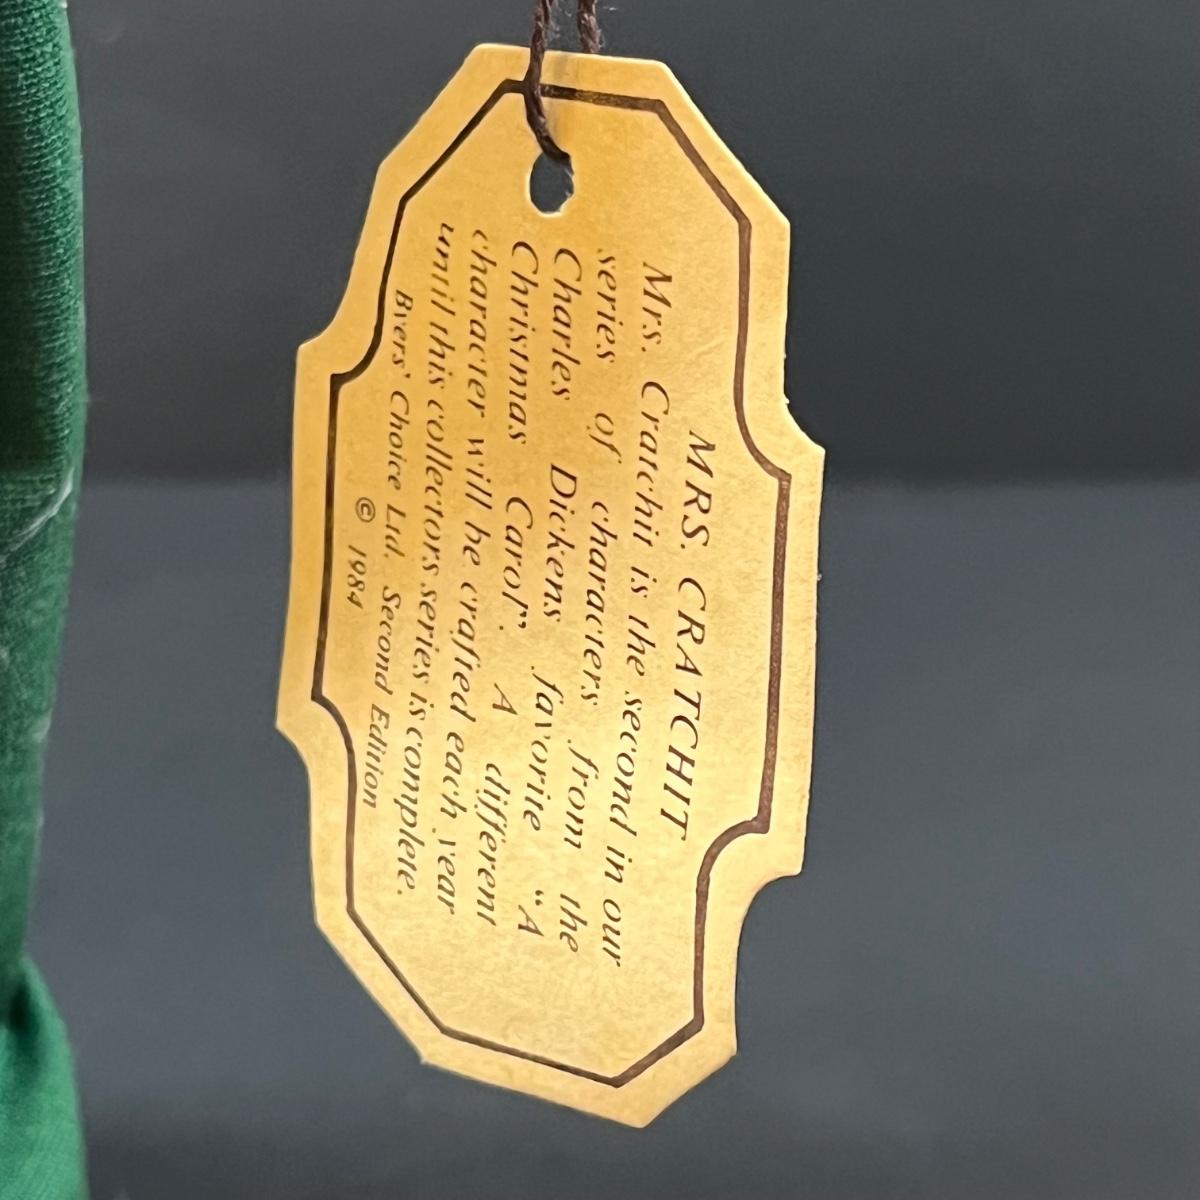 MRS. CRATCHIT
Mrs. Cratchit is the second in our
series of characters from the
Charles Dickens favorite “A
Christmas Carol”. A different
character will be crafted each year
until this collectors series is complete.
Byers' Choice Ltd. Second Edition
© 1984